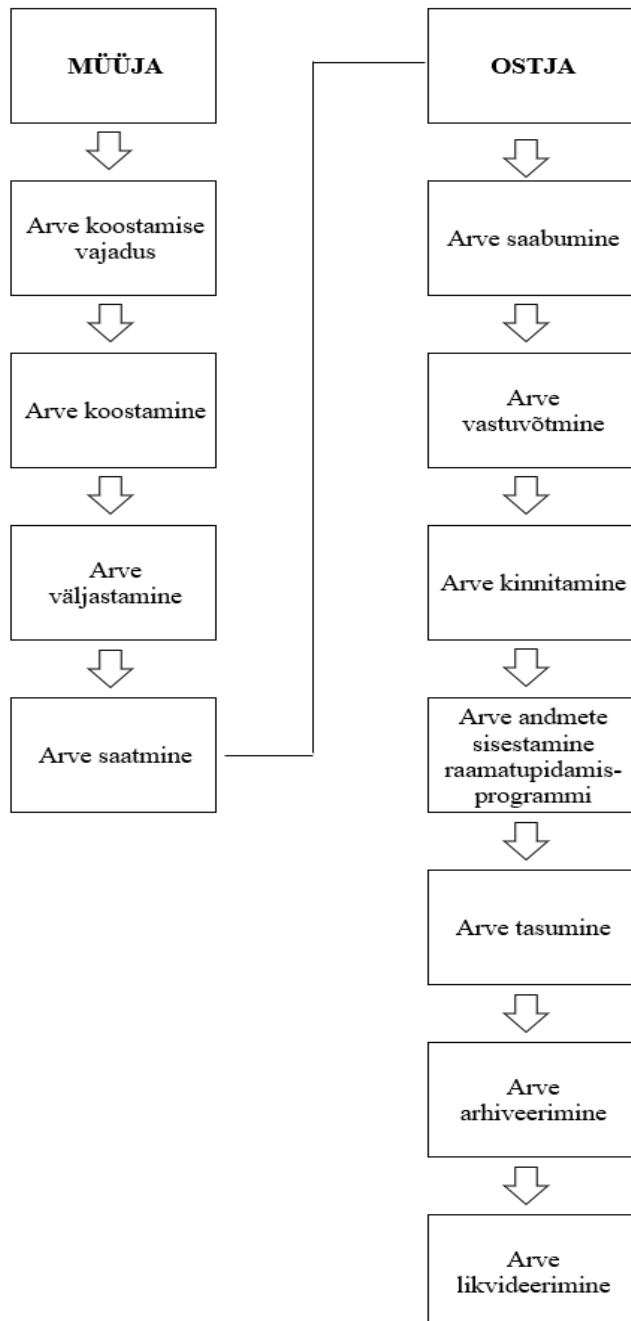 MÜÜJA
Arve koostamise
vajadus
Arve koostamine
Arve
väljastamine
Arve saatmine
OSTJA
Arve saabumine
Arve
vastuvõtmine
Arve kinnitamine
Arve andmete
sisestamine
raamatupidamis-
programmi
Arve tasumine
Arve
arhiveerimine
Arve
likvideerimine